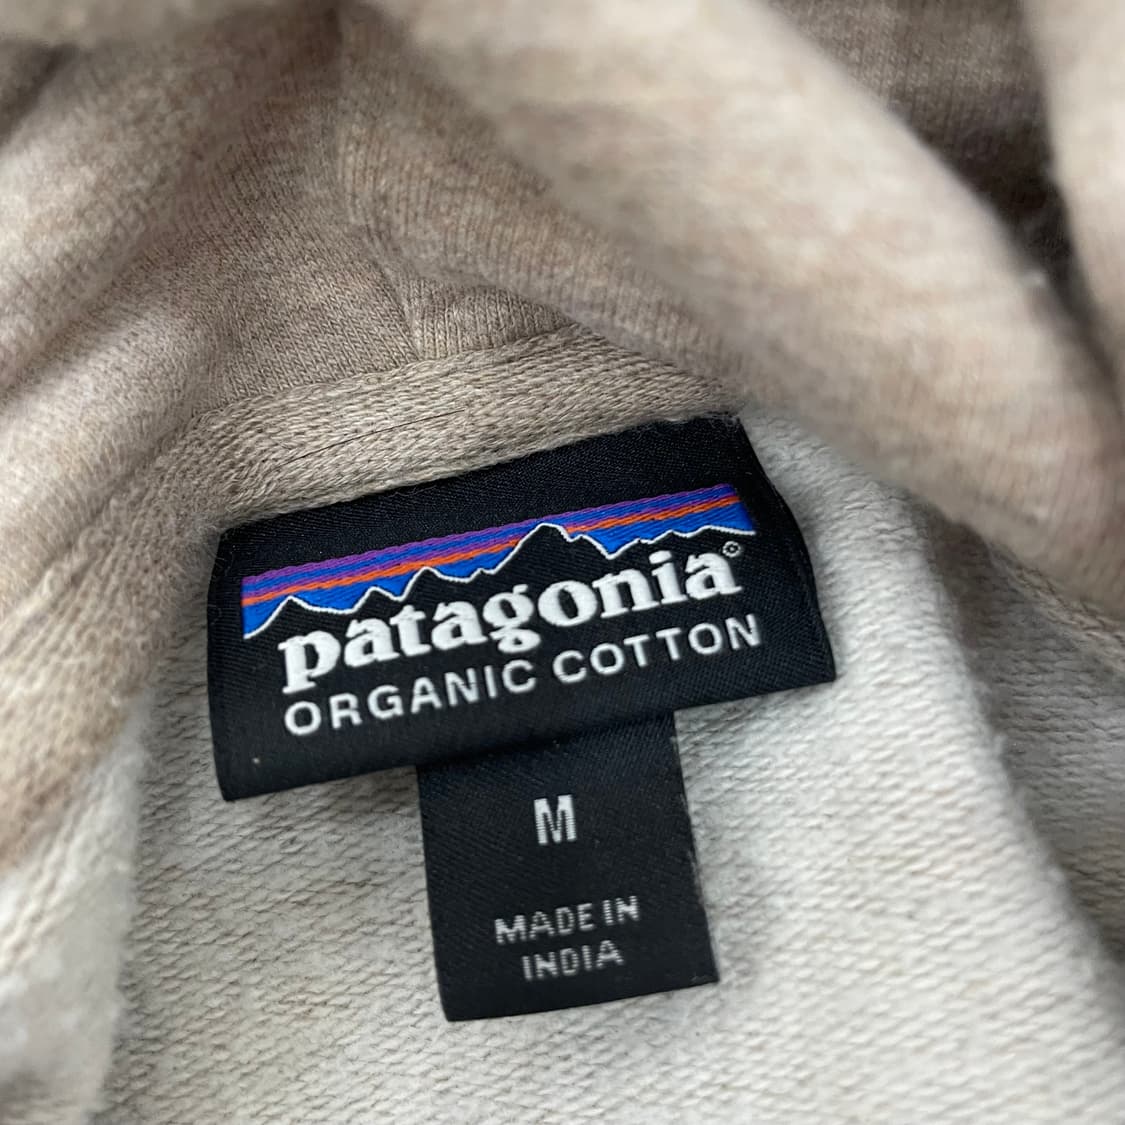 patagonia®
ORGANIC COTTON
M
MADE IN
INDIA